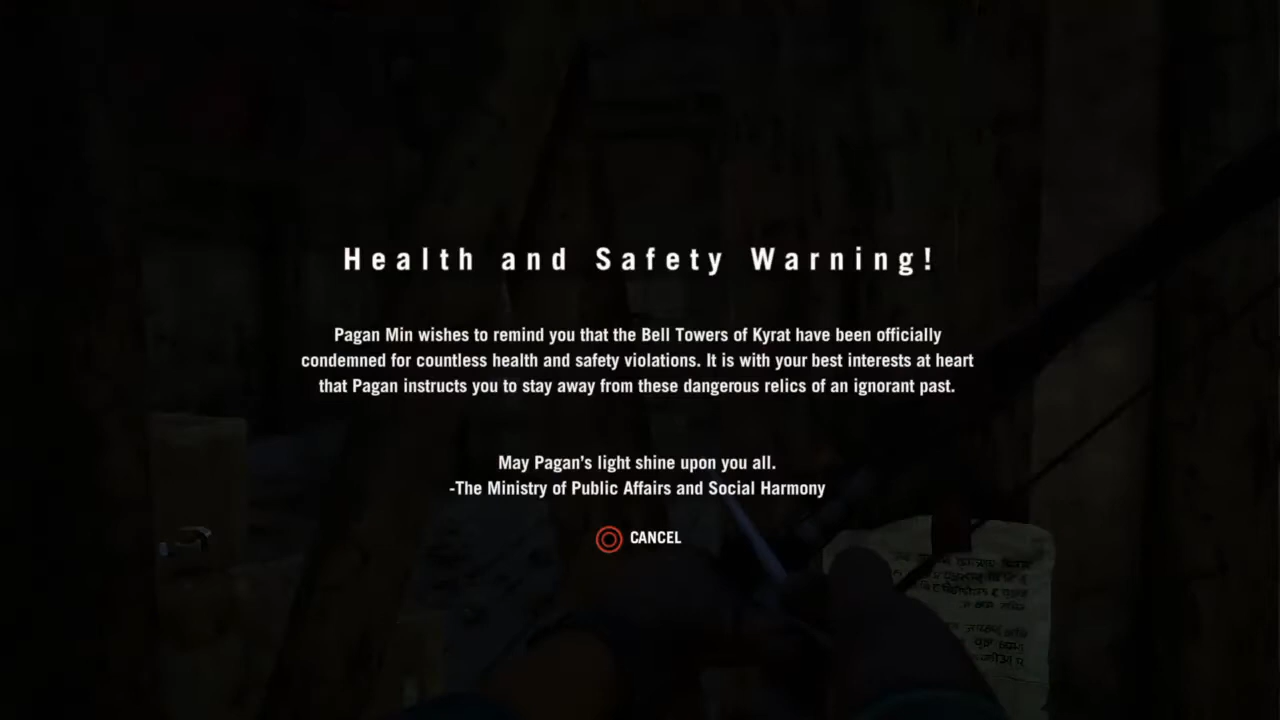 Health and Safety Warning!
Pagan Min wishes to remind you that the Bell Towers of Kyrat have been officially
condemned for countless health and safety violations. It is with your best interests at heart
that Pagan instructs you to stay away from these dangerous relics of an ignorant past.
May Pagan's light shine upon you all.
-The Ministry of Public Affairs and Social Harmony
CANCEL